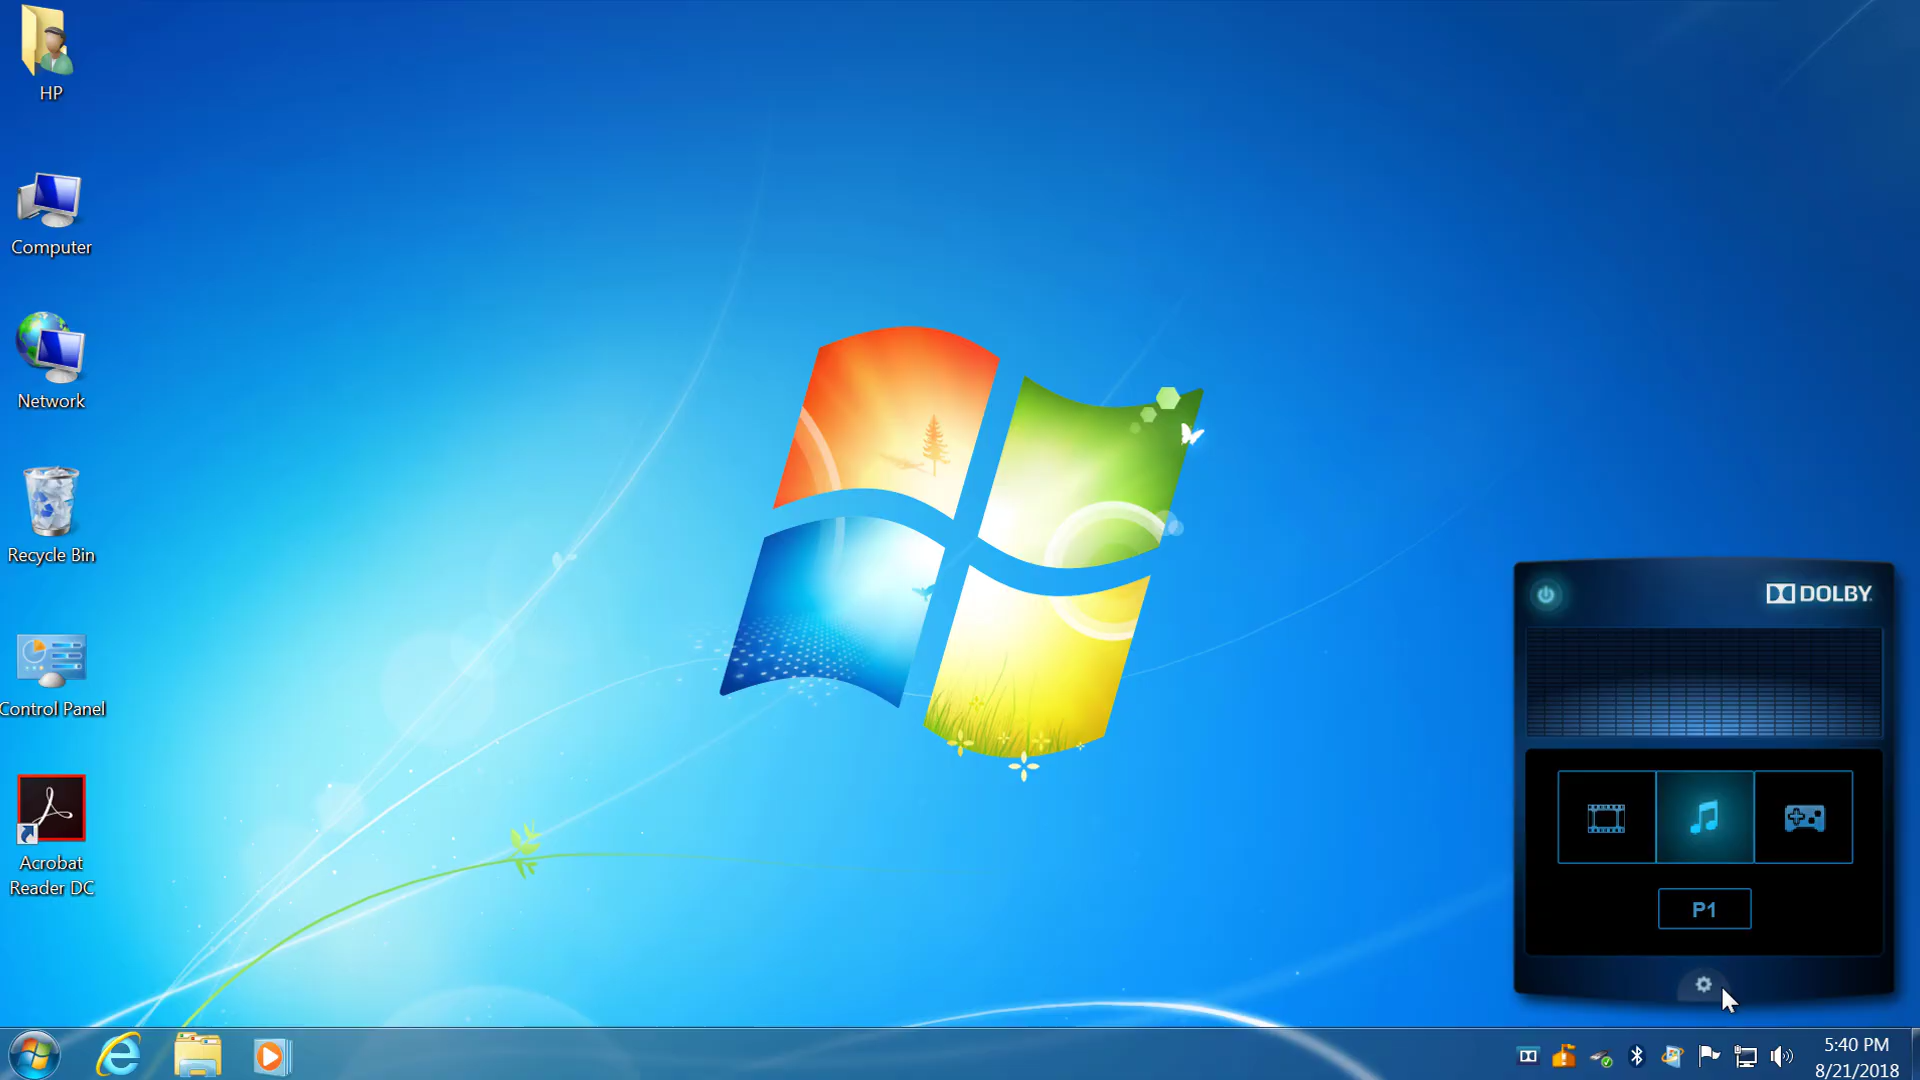 HP
Computer
Network
Recycle Bin
Control Panel
Acrobat
Reader DC
DOLBY
P1
5:40 PM
8/21/2018